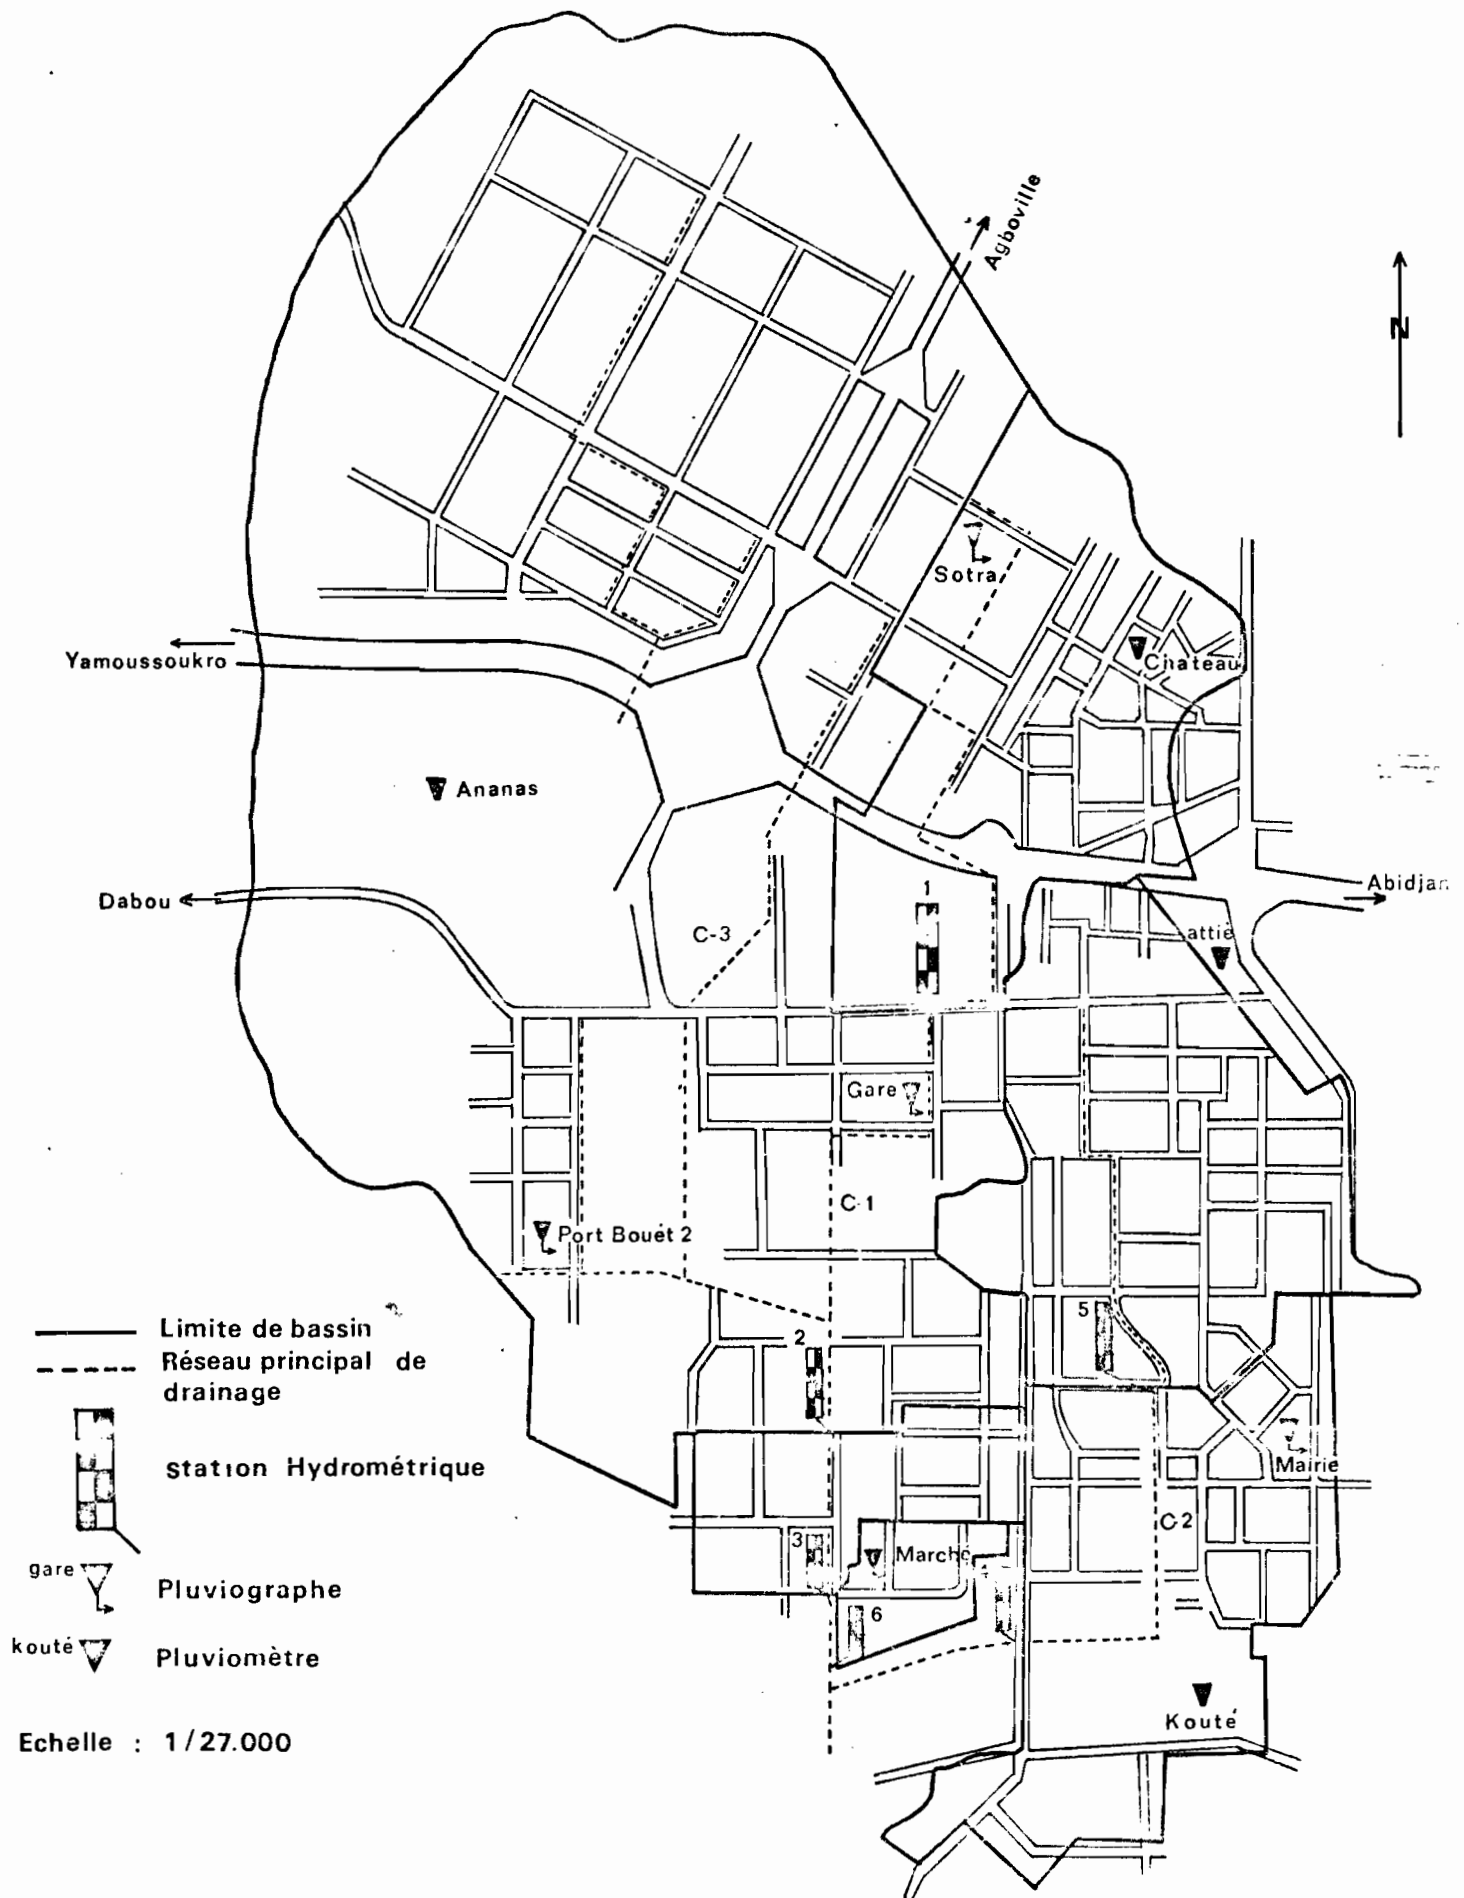 Agboville
N
Sotra
Chateau
Yamoussoukro
Ananas
Dabou
Abidjan
1
attié
C-3
Gare
C-1
Port Bouét 2
Limite de bassin
Réseau principal de
drainage
2
5
Station Hydrométrique
Mairie
C2
3
Marché
gare
Pluviographe
6
kouté
Pluviomètre
Kouté
Echelle : 1/27.000